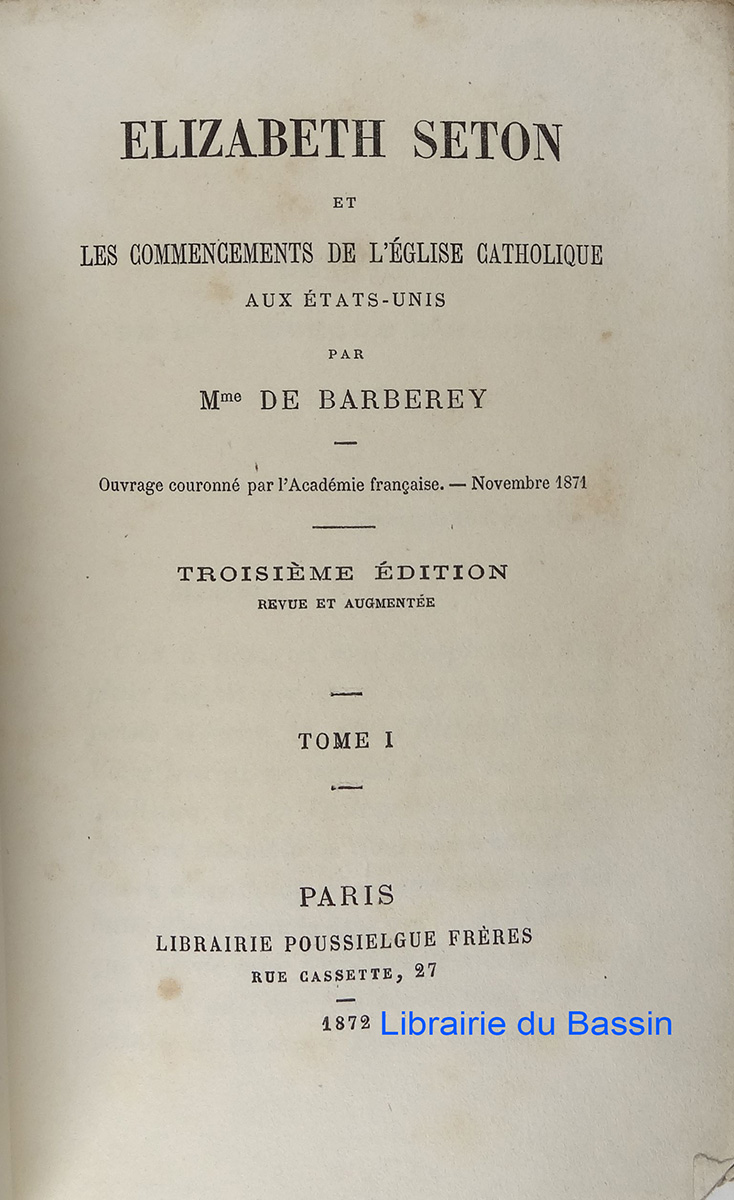 ELIZABETH SETON
ET
LES COMMENCEMENTS DE L'ÉGLISE CATHOLIQUE
AUX ÉTATS-UNIS
PAR
Mme DE BARBEREY
Ouvrage couronné par l'Académie française. — Novembre 1871
TROISIÈME ÉDITION
REVUE ET AUGMENTÉE
TOME I
PARIS
LIBRAIRIE POUSSIELGUE FRÈRES
RUE CASSETTE, 27
1872
Librairie du Bassin